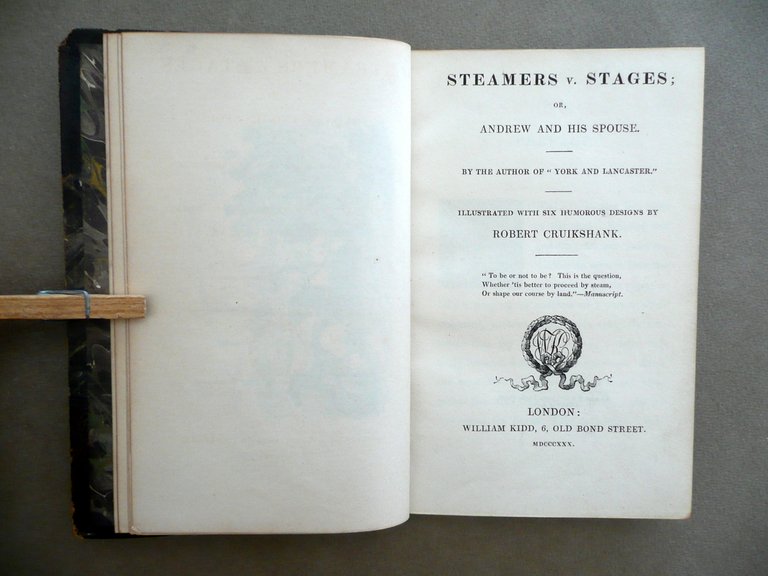 STEAMERS v. STAGES;
OR,
ANDREW AND HIS SPOUSE.
BY THE AUTHOR OF "YORK AND LANCASTER."
ILLUSTRATED WITH SIX HUMOROUS DESIGNS BY
ROBERT CRUIKSHANK.
"To be or not to be? This is the question,
Whether 'tis better to proceed by steam,
Or shape our course by land."—Manuscript.
LONDON:
WILLIAM KIDD, 6, OLD BOND STREET.
MDCCCXXX.